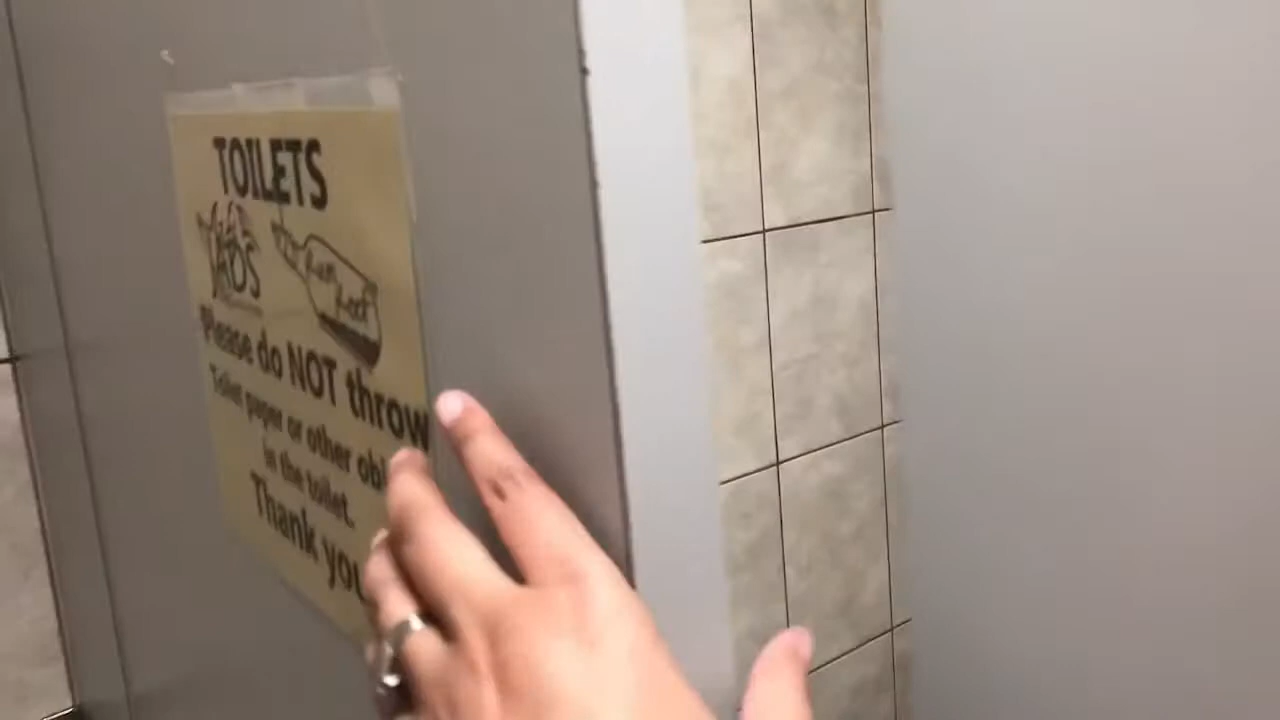 TOILETS
Please do NOT throw
Toilet paper or other
in the toilet.
Thank you